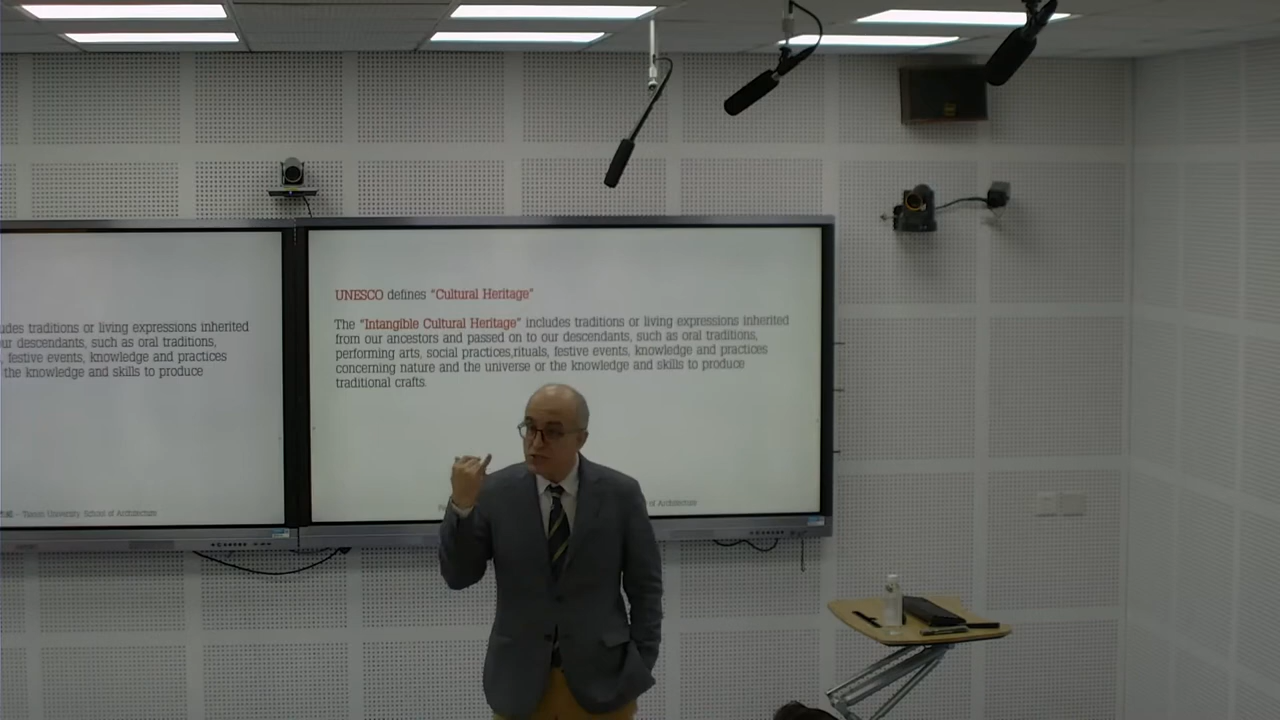 udes traditions or living expressions inherited
ur descendants, such as oral traditions,
, festive events, knowledge and practices
the knowledge and skills to produce
Tianjin University School of Architecture
UNESCO defines "Cultural Heritage"
The "Intangible Cultural Heritage" includes traditions or living expressions inherited
from our ancestors and passed on to our descendants, such as oral traditions,
performing arts, social practices,rituals, festive events, knowledge and practices
concerning nature and the universe or the knowledge and skills to produce
traditional crafts.
of Architecture